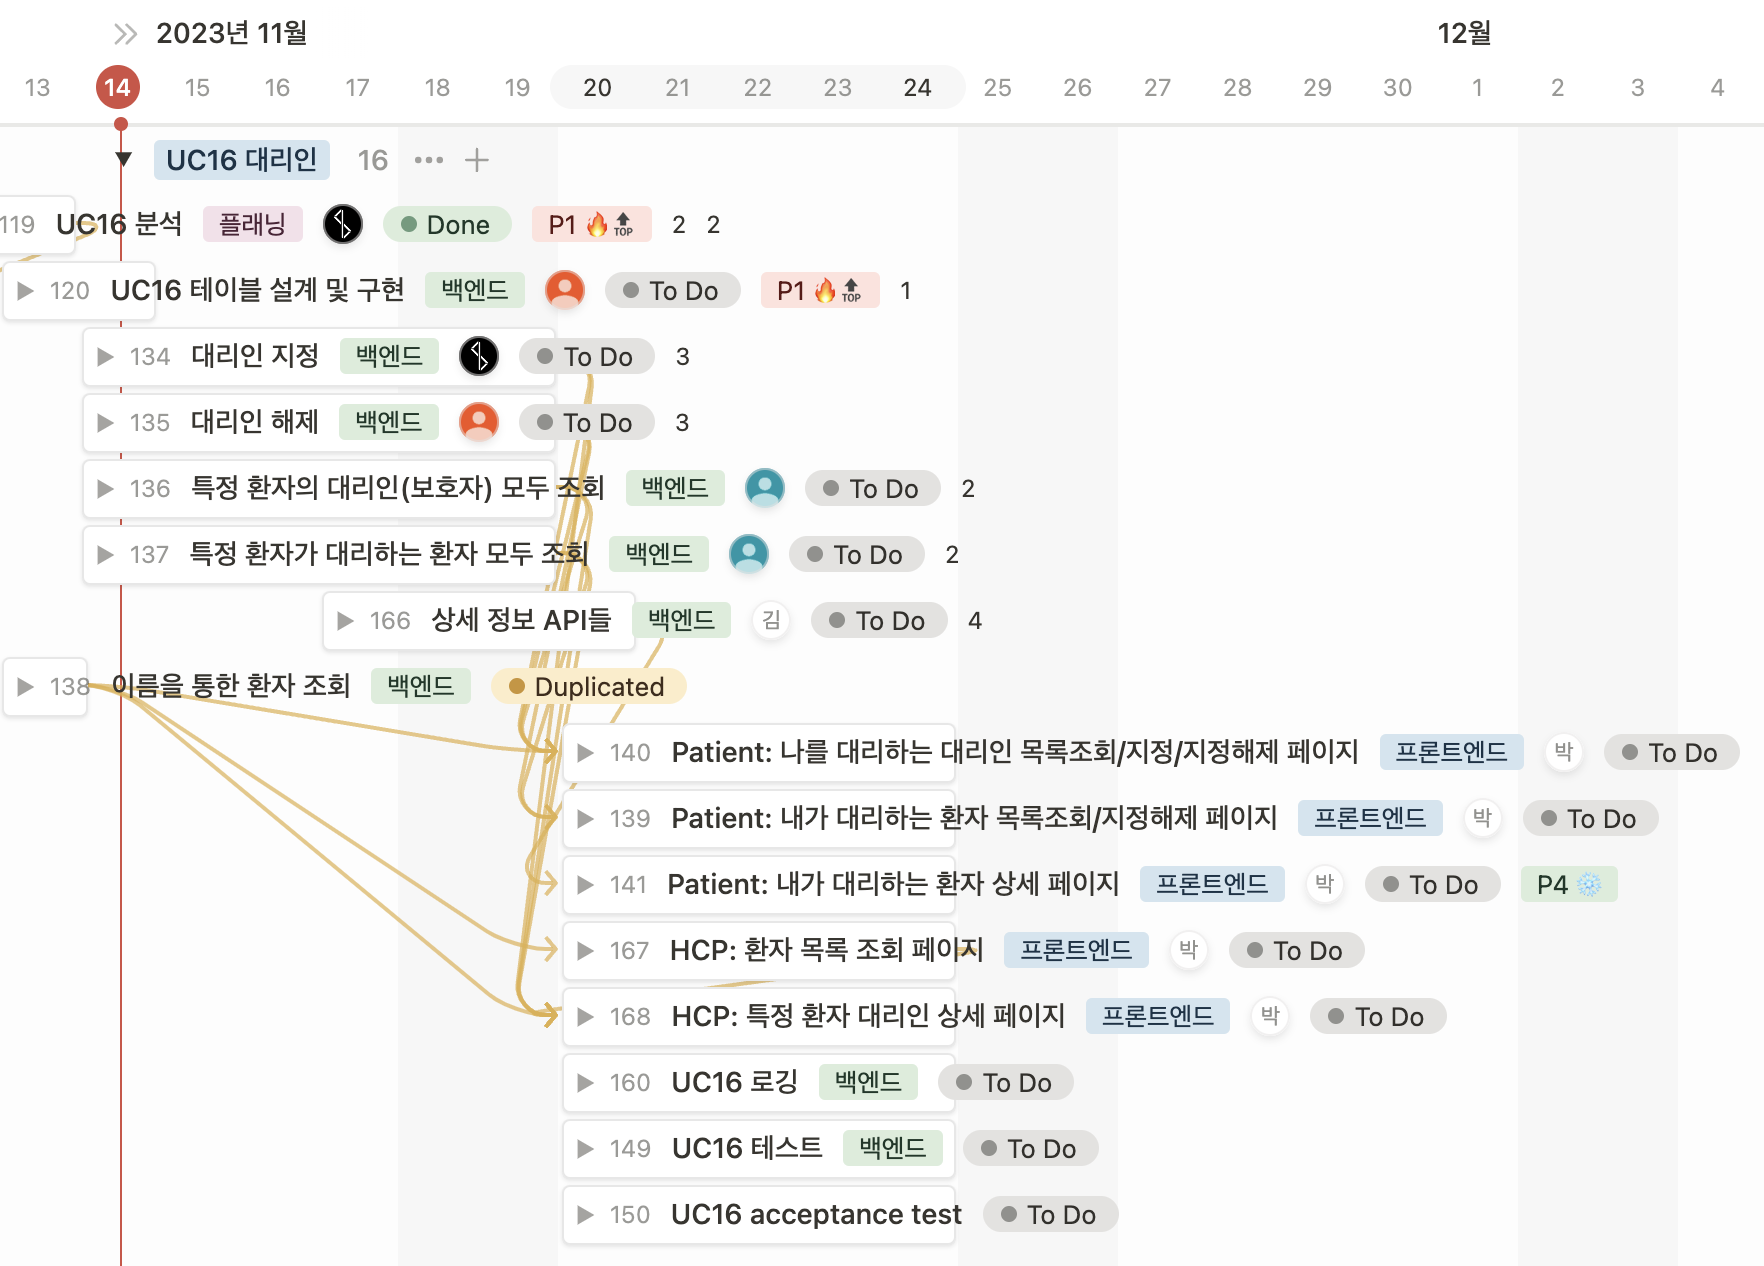 2023년 11월 12월
13 14 15 16 17 18 19 20 21 22 23 24 25 26 27 28 29 30 1 2 3 4
UC16 대리인 16
119 UC16 분석 플래닝 Done P1 TOP 2 2
120 UC16 테이블 설계 및 구현 백엔드 To Do P1 TOP 1
134 대리인 지정 백엔드 To Do 3
135 대리인 해제 백엔드 To Do 3
136 특정 환자의 대리인(보호자) 모두 조회 백엔드 To Do 2
137 특정 환자가 대리하는 환자 모두 조회 백엔드 To Do 2
166 상세 정보 API들 백엔드 김 To Do 4
138 이름을 통한 환자 조회 백엔드 Duplicated
140 Patient: 나를 대리하는 대리인 목록조회/지정/지정해제 페이지 프론트엔드 박 To Do
139 Patient: 내가 대리하는 환자 목록조회/지정해제 페이지 프론트엔드 박 To Do
141 Patient: 내가 대리하는 환자 상세 페이지 프론트엔드 박 To Do P4
167 HCP: 환자 목록 조회 페이지 프론트엔드 박 To Do
168 HCP: 특정 환자 대리인 상세 페이지 프론트엔드 박 To Do
160 UC16 로깅 백엔드 To Do
149 UC16 테스트 백엔드 To Do
150 UC16 acceptance test To Do